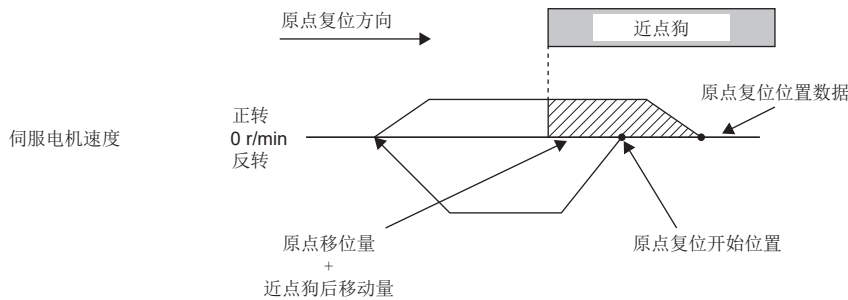 原点复位方向
近点狗
原点复位位置数据
正转
伺服电机速度
0 r/min
反转
原点移位量
+
近点狗后移动量
原点复位开始位置